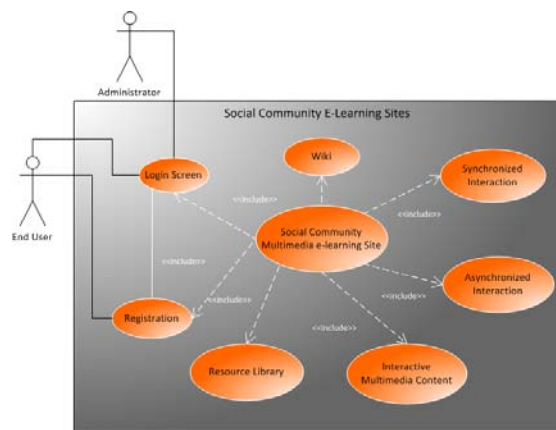 Administrator
Social Community E-Learning Sites
End User
Login Screen
Wiki
Synchronized
Interaction
<<include>>
<<include>>
Social Community
Multimedia e-learning Site
<<include>>
<<include>>
<<include>>
Asynchronized
Interaction
Registration
<<include>>
Resource Library
Interactive
Multimedia Content